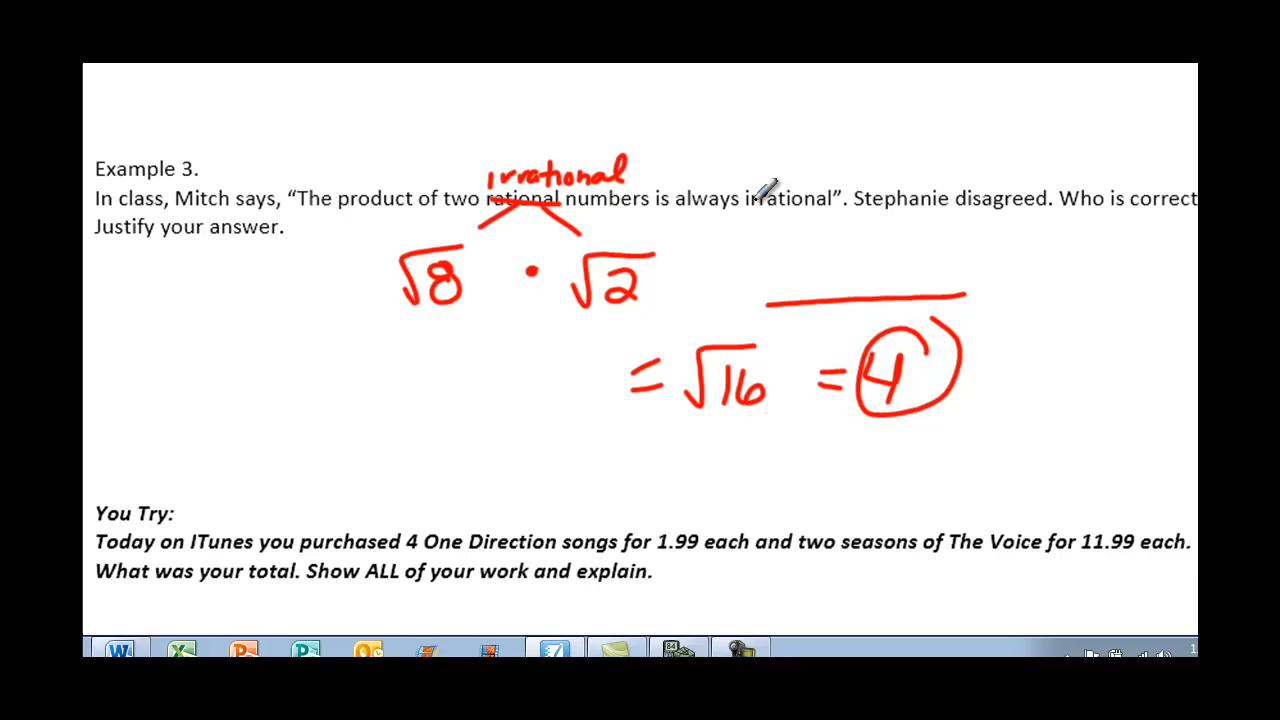 Example 3.
irrational
In class, Mitch says, “The product of two rational numbers is always irrational”. Stephanie disagreed. Who is correct
Justify your answer.
√8 • √2
= √16 = 4
You Try:
Today on ITunes you purchased 4 One Direction songs for 1.99 each and two seasons of The Voice for 11.99 each.
What was your total. Show ALL of your work and explain.